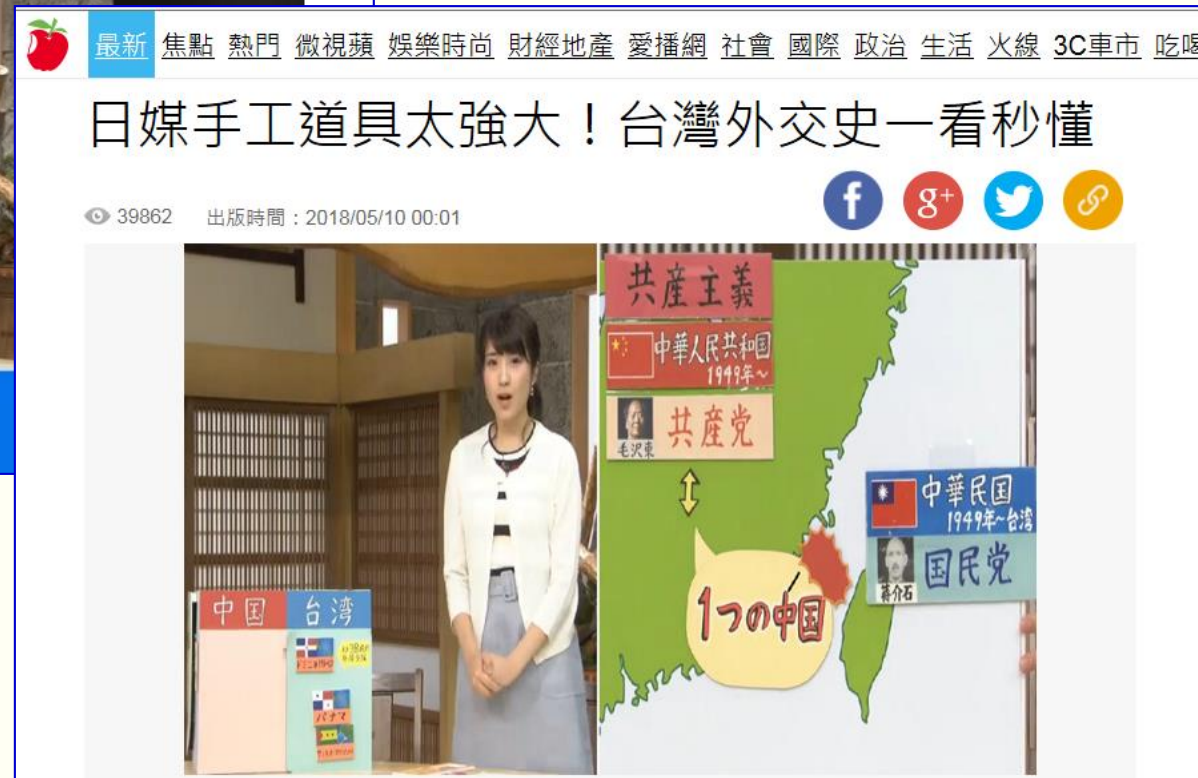 最新 焦點 熱門 微視蘋 娛樂時尚 財經地產 愛播網 社會 國際 政治 生活 火線 3C車市
日媒手工道具太強大！台灣外交史一看秒懂
39862 出版時間：2018/05/10 00:01
f g+
共産主義
中華人民共和国
1949年～
毛沢東 共産党
中華民国
1949年～台湾
蒋介石 国民党
1つの中国
中国 台湾
パナマ